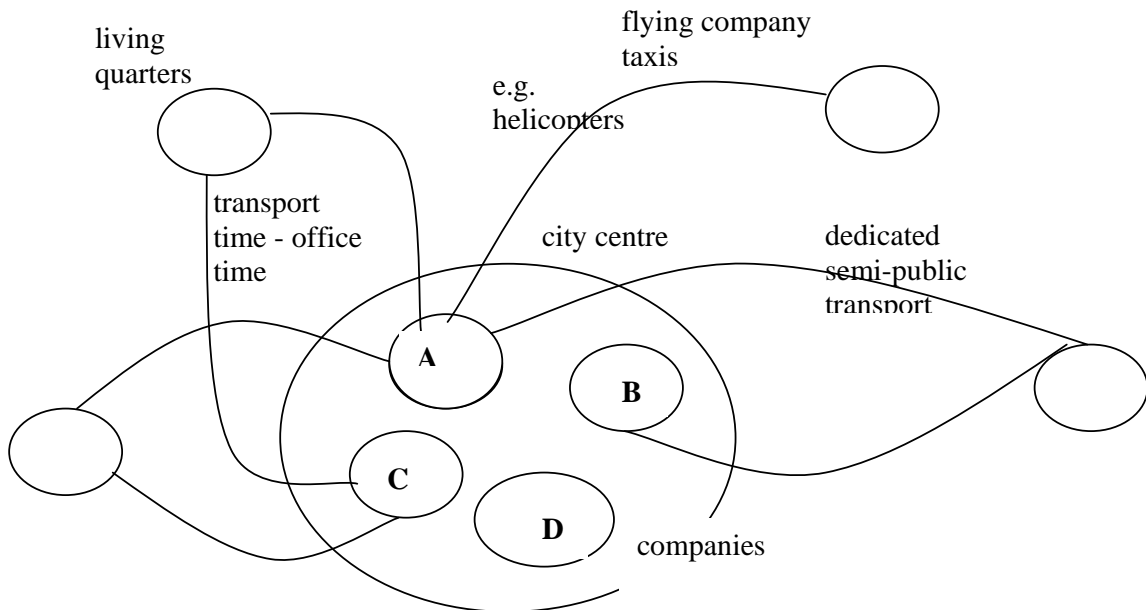 living
quarters
flying company
taxis
e.g.
helicopters
transport
time - office
time
city centre
dedicated
semi-public
transport
A
B
C
D
companies